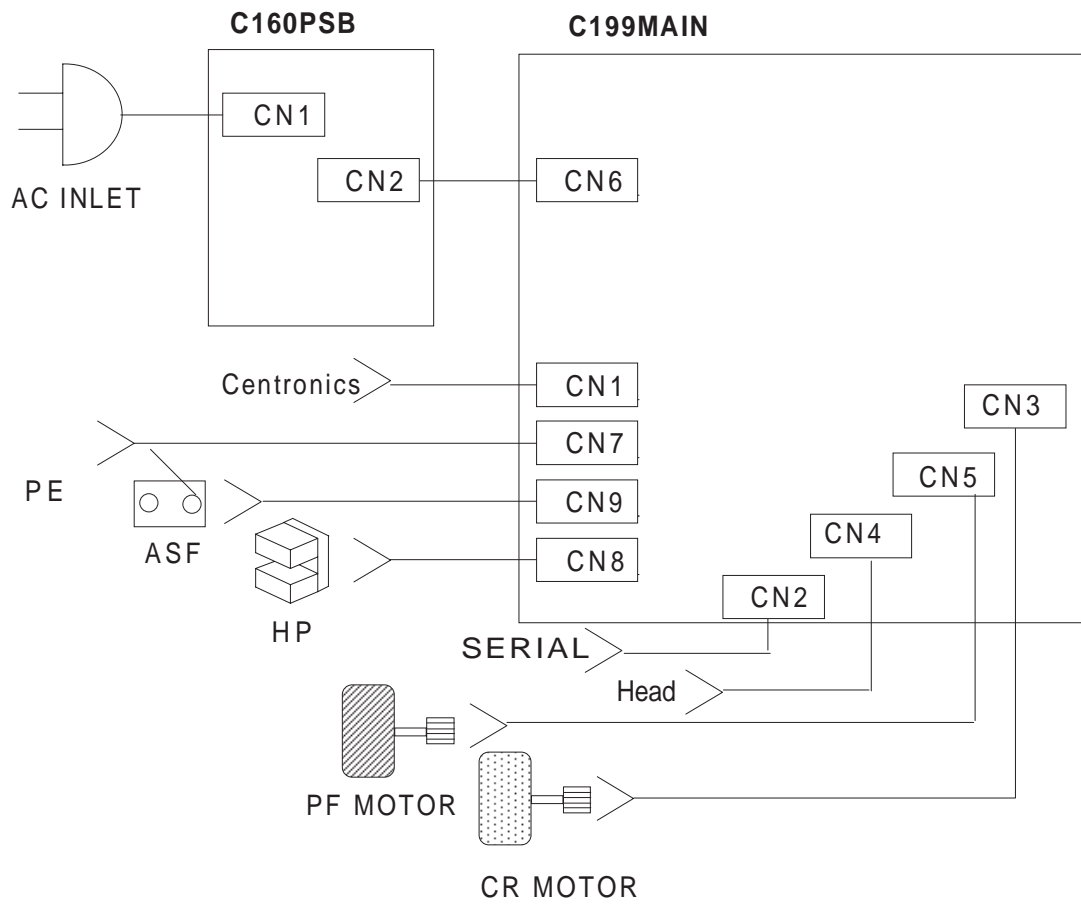 C160PSB
C199MAIN
CN1
AC INLET
CN2
CN6
Centronics
CN1
CN3
PE
CN7
CN5
ASF
CN9
CN4
HP
CN8
CN2
SERIAL
Head
PF MOTOR
CR MOTOR